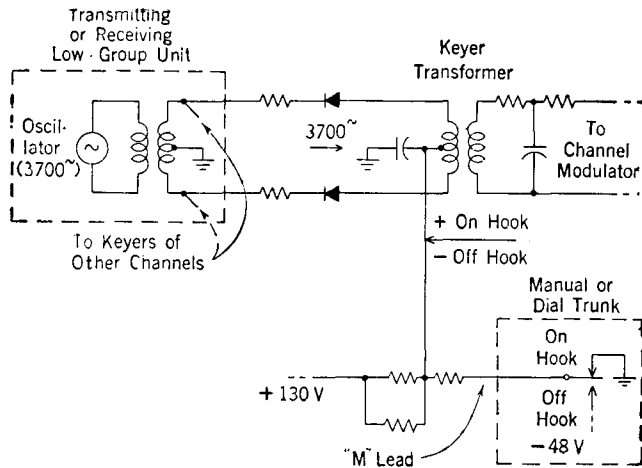 Transmitting
or Receiving
Low-Group Unit
Keyer
Transformer
Oscil-
lator
(3700~)
3700~
To
Channel
Modulator
To Keyers of
Other Channels
+ On Hook
− Off Hook
Manual or
Dial Trunk
On
Hook
Off
Hook
− 48 V
+ 130 V
"M" Lead